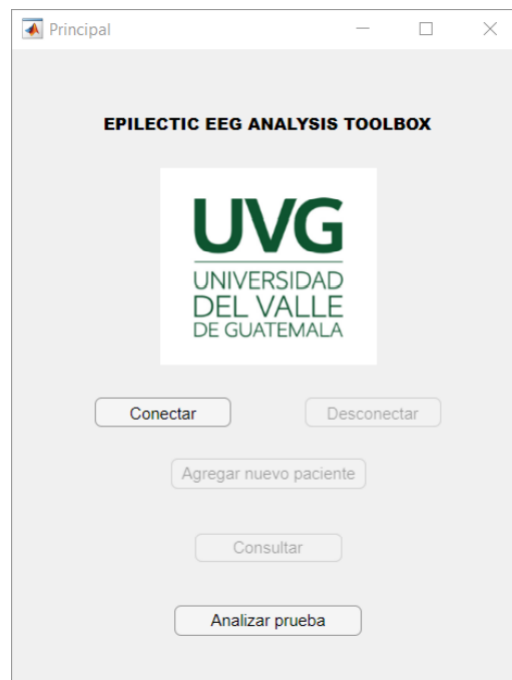 Principal
EPILECTIC EEG ANALYSIS TOOLBOX
UVG
UNIVERSIDAD
DEL VALLE
DE GUATEMALA
Conectar
Desconectar
Agregar nuevo paciente
Consultar
Analizar prueba